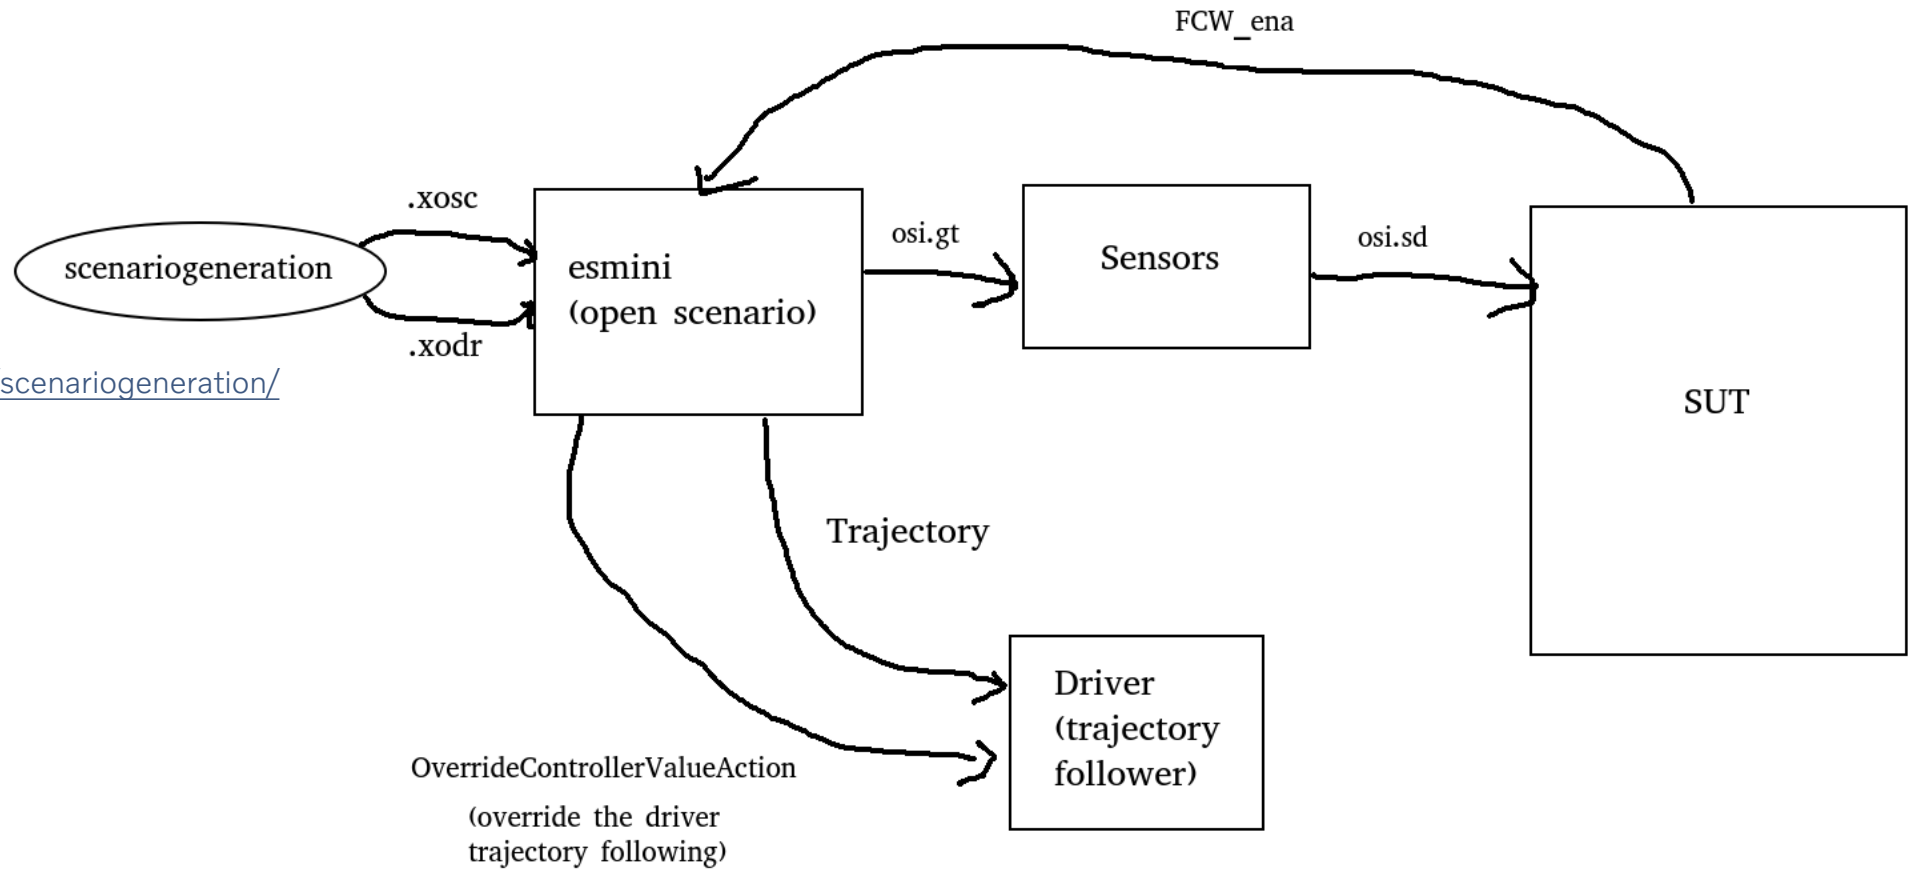 FCW_ena
.xosc
scenariogeneration
.xodr
scenariogeneration/
esmini
(open scenario)
osi.gt
Sensors
osi.sd
SUT
Trajectory
Driver
(trajectory
follower)
OverrideControllerValueAction
(override the driver
trajectory following)